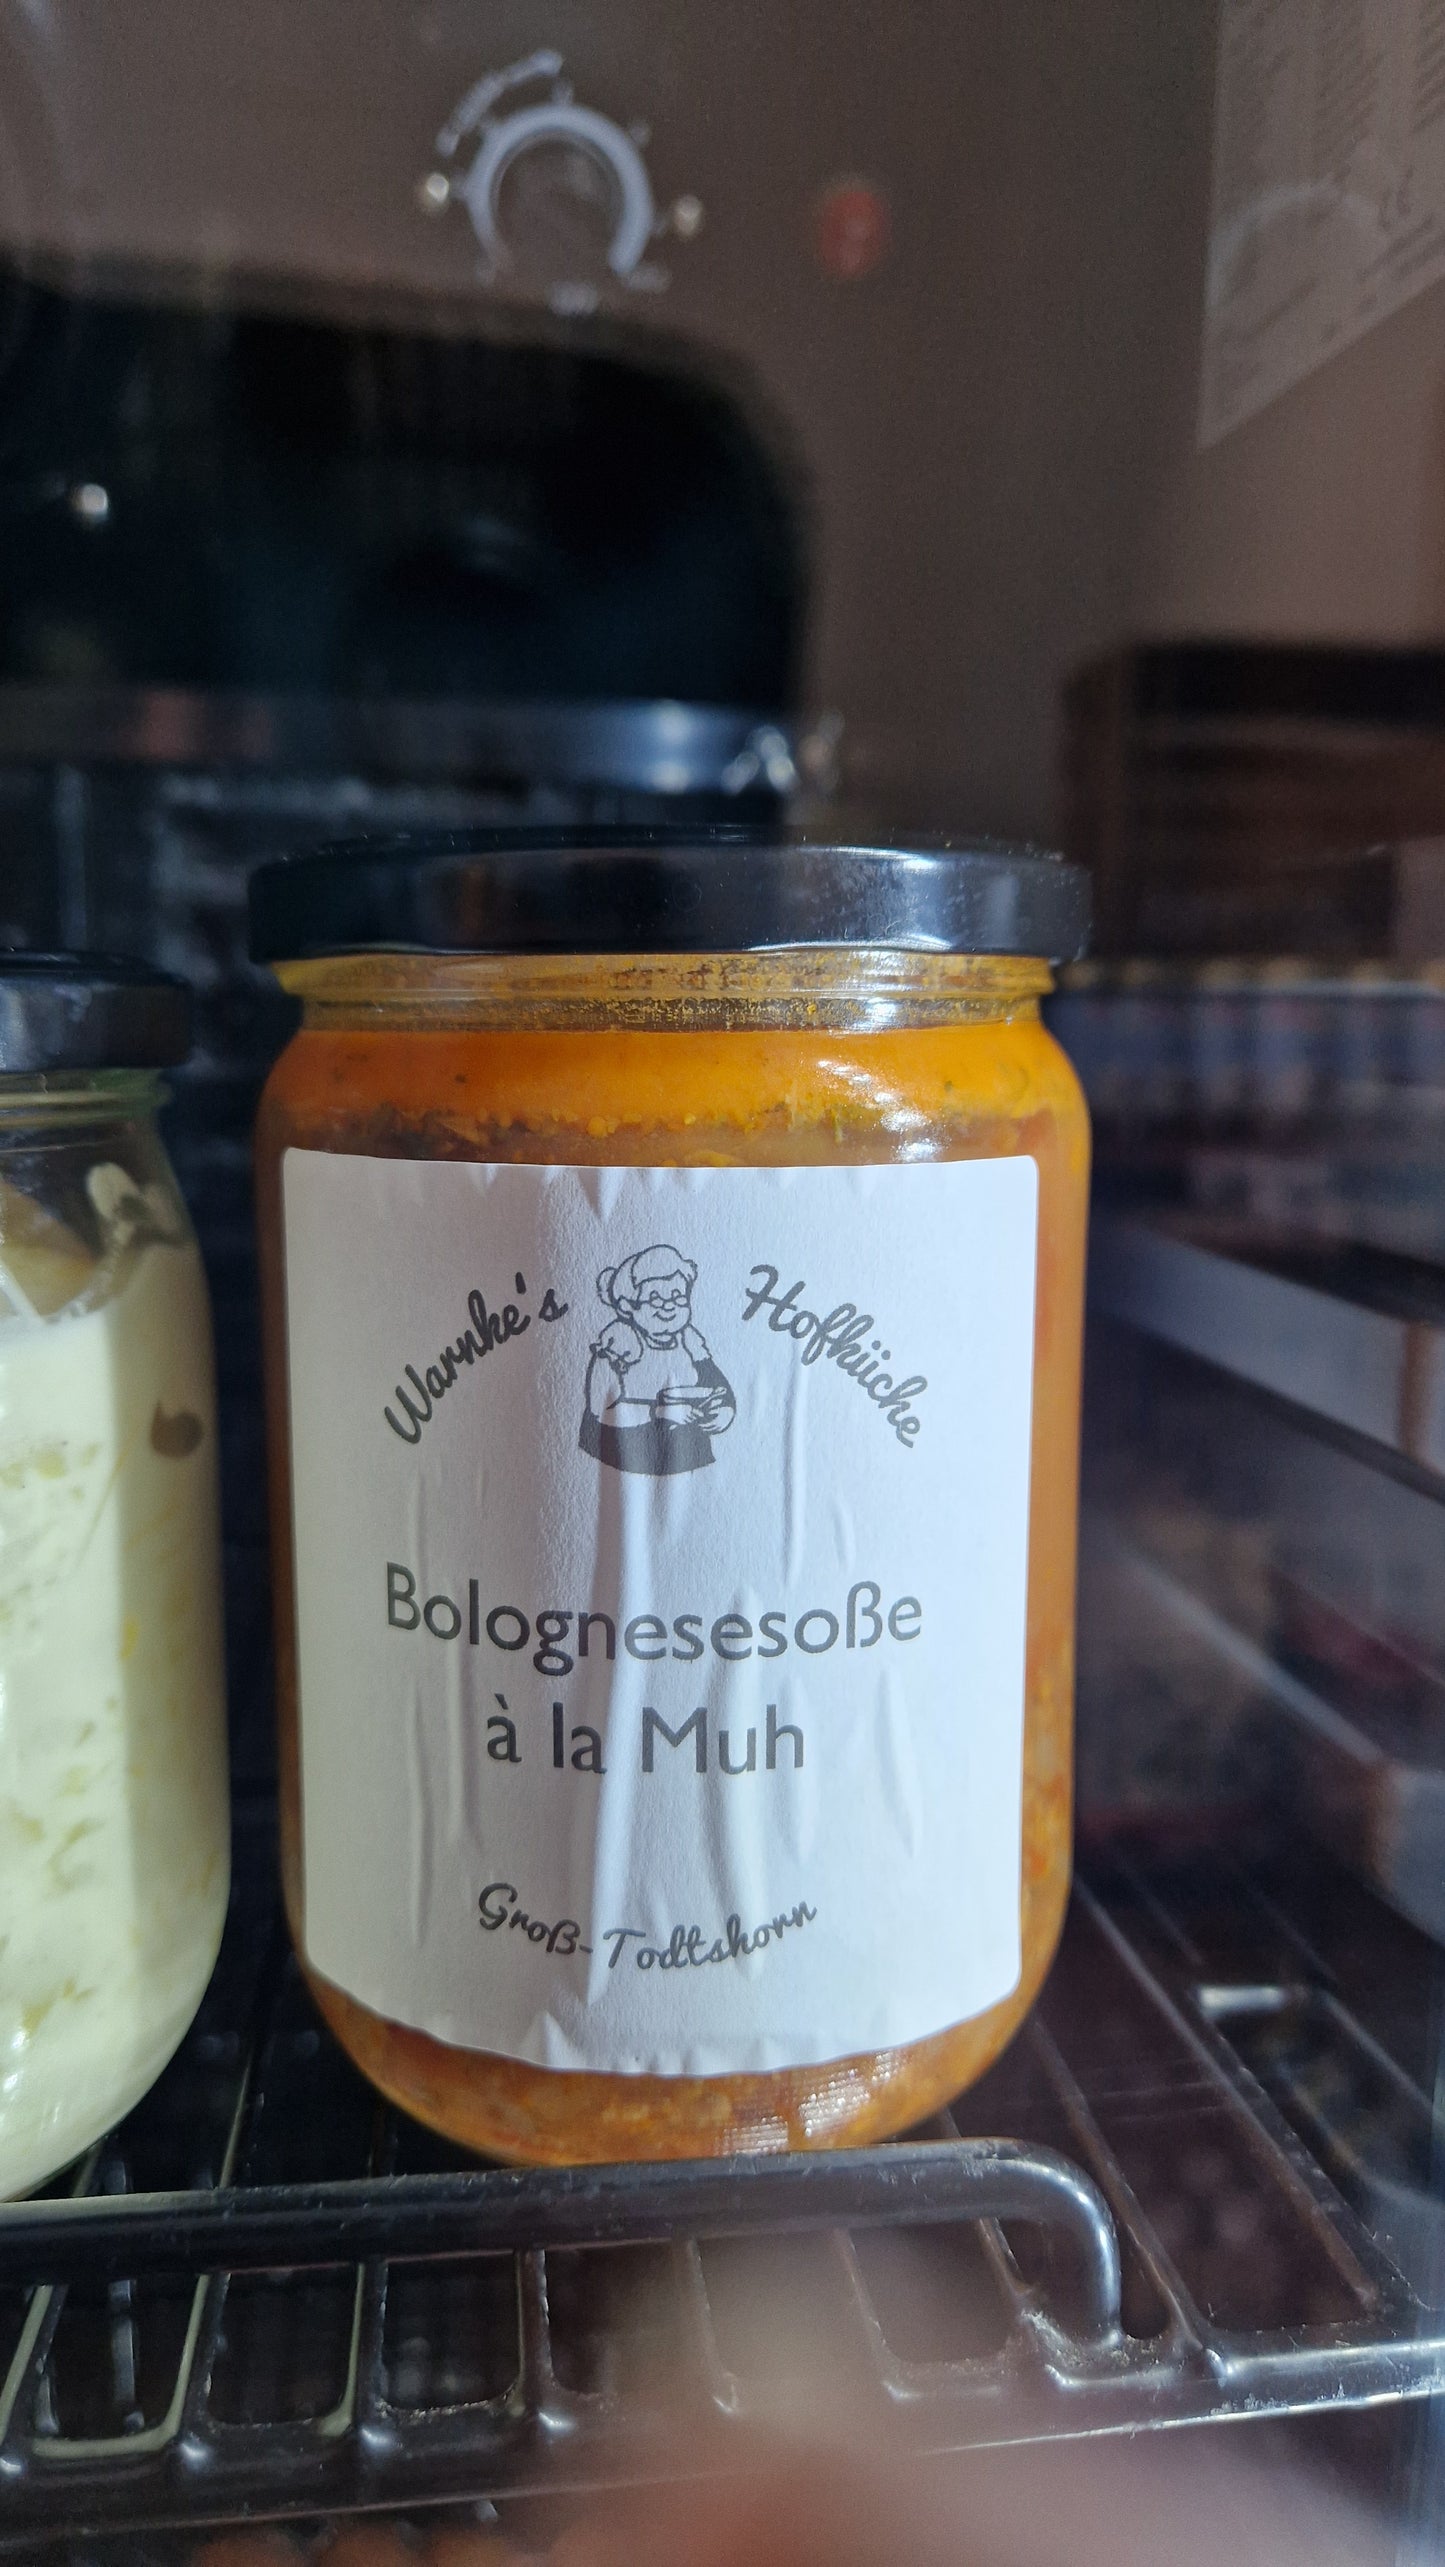 Warnke's Hofküche
Bolognesesoße
à la Muh
Groß-Todtshorn